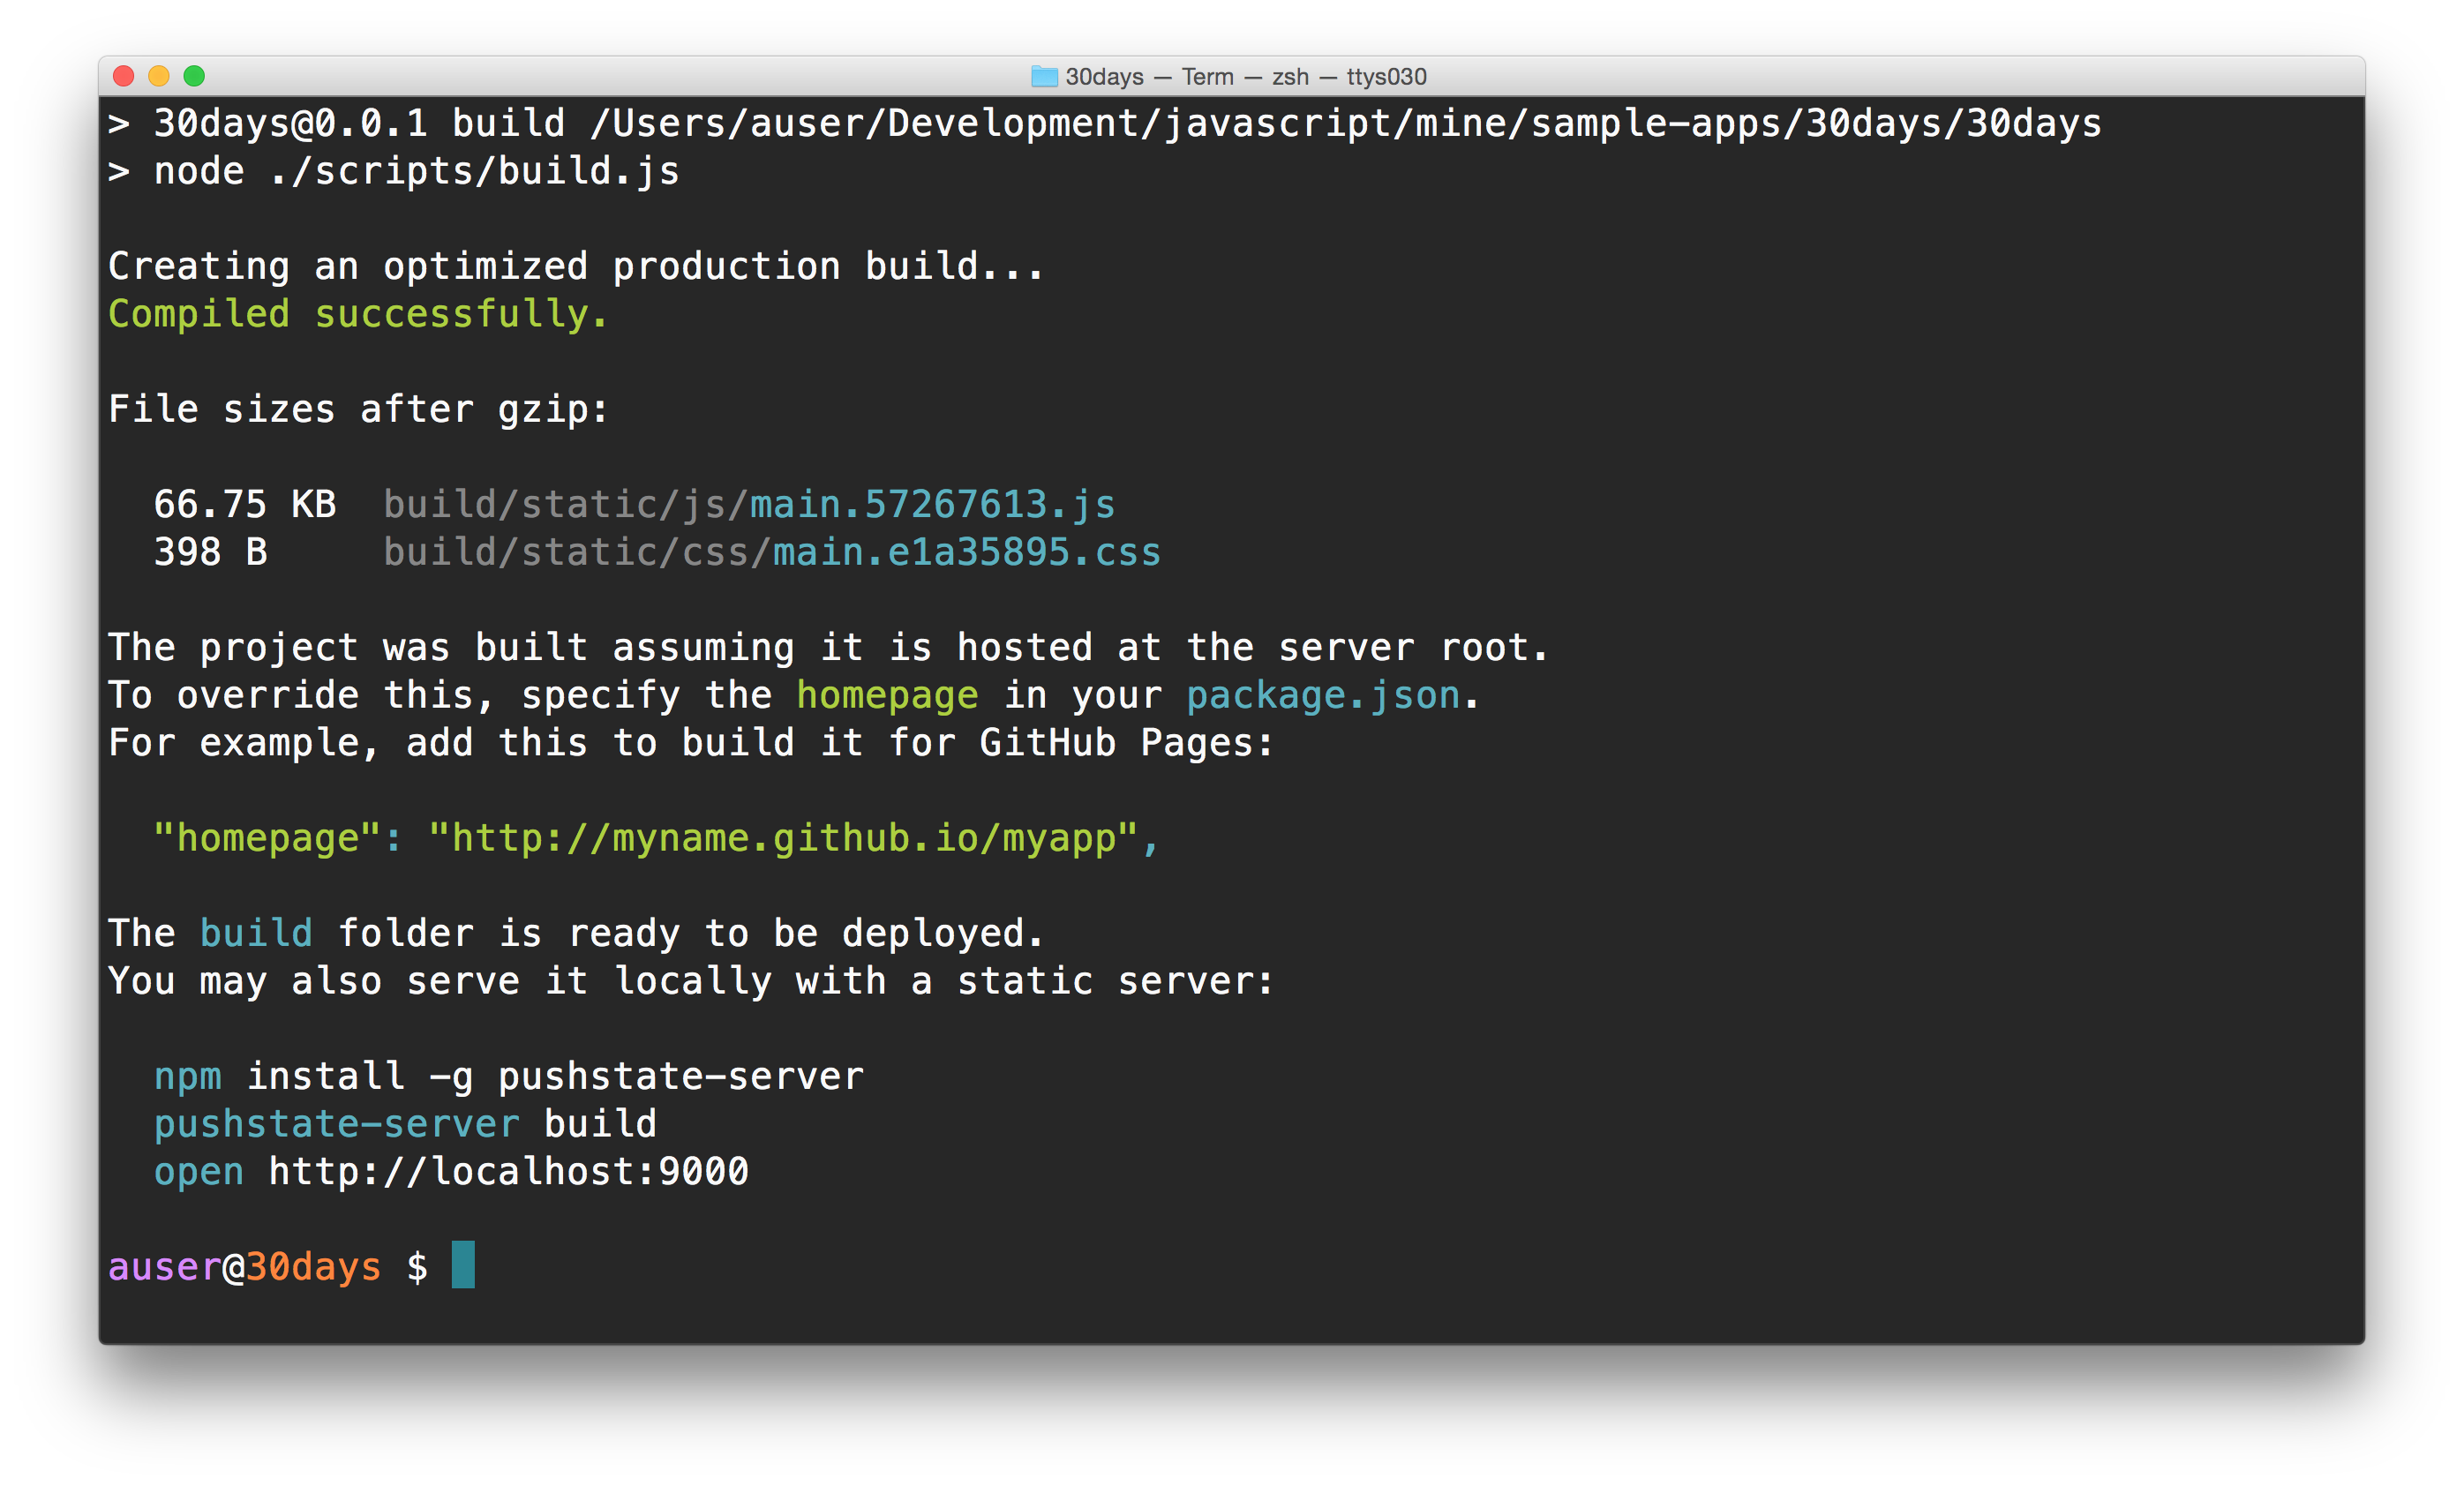 30days — Term — zsh — ttys030
> 30days@0.0.1 build /Users/auser/Development/javascript/mine/sample-apps/30days/30days
> node ./scripts/build.js
Creating an optimized production build...
Compiled successfully.
File sizes after gzip:
66.75 KB  build/static/js/main.57267613.js
398 B     build/static/css/main.e1a35895.css
The project was built assuming it is hosted at the server root.
To override this, specify the homepage in your package.json.
For example, add this to build it for GitHub Pages:
"homepage": "http://myname.github.io/myapp",
The build folder is ready to be deployed.
You may also serve it locally with a static server:
npm install -g pushstate-server
pushstate-server build
open http://localhost:9000
auser@30days $